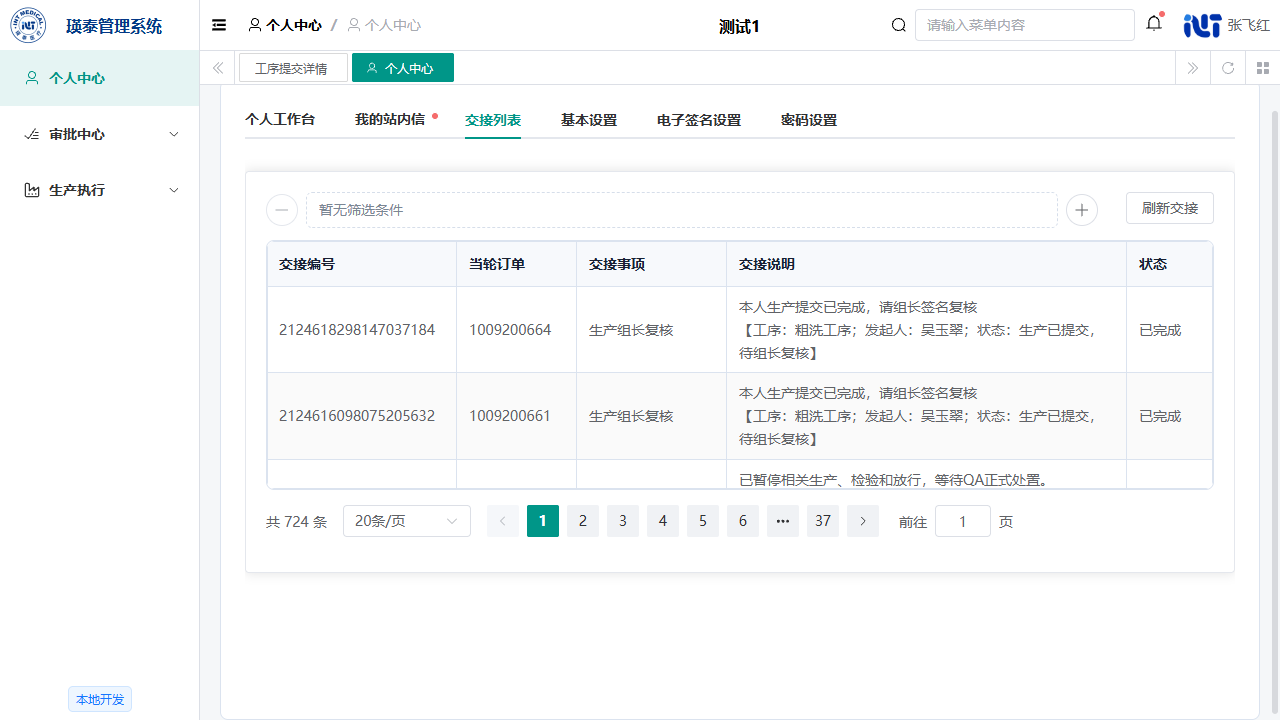 瑛泰管理系统
个人中心 / 个人中心
测试1
请输入菜单内容
张飞红
个人中心
审批中心
生产执行
本地开发
工序提交详情
个人中心
个人工作台
我的站内信
交接列表
基本设置
电子签名设置
密码设置
暂无筛选条件
刷新交接
交接编号 当轮订单 交接事项 交接说明 状态
2124618298147037184 1009200664 生产组长复核 本人生产提交已完成，请组长签名复核
【工序：粗洗工序；发起人：吴玉翠；状态：生产已提交，
待组长复核】 已完成
2124616098075205632 1009200661 生产组长复核 本人生产提交已完成，请组长签名复核
【工序：粗洗工序；发起人：吴玉翠；状态：生产已提交，
待组长复核】 已完成
已暂停相关生产、检验和放行，等待QA正式处置。
共 724 条 20条/页 1 2 3 4 5 6 ••• 37 前往 1 页